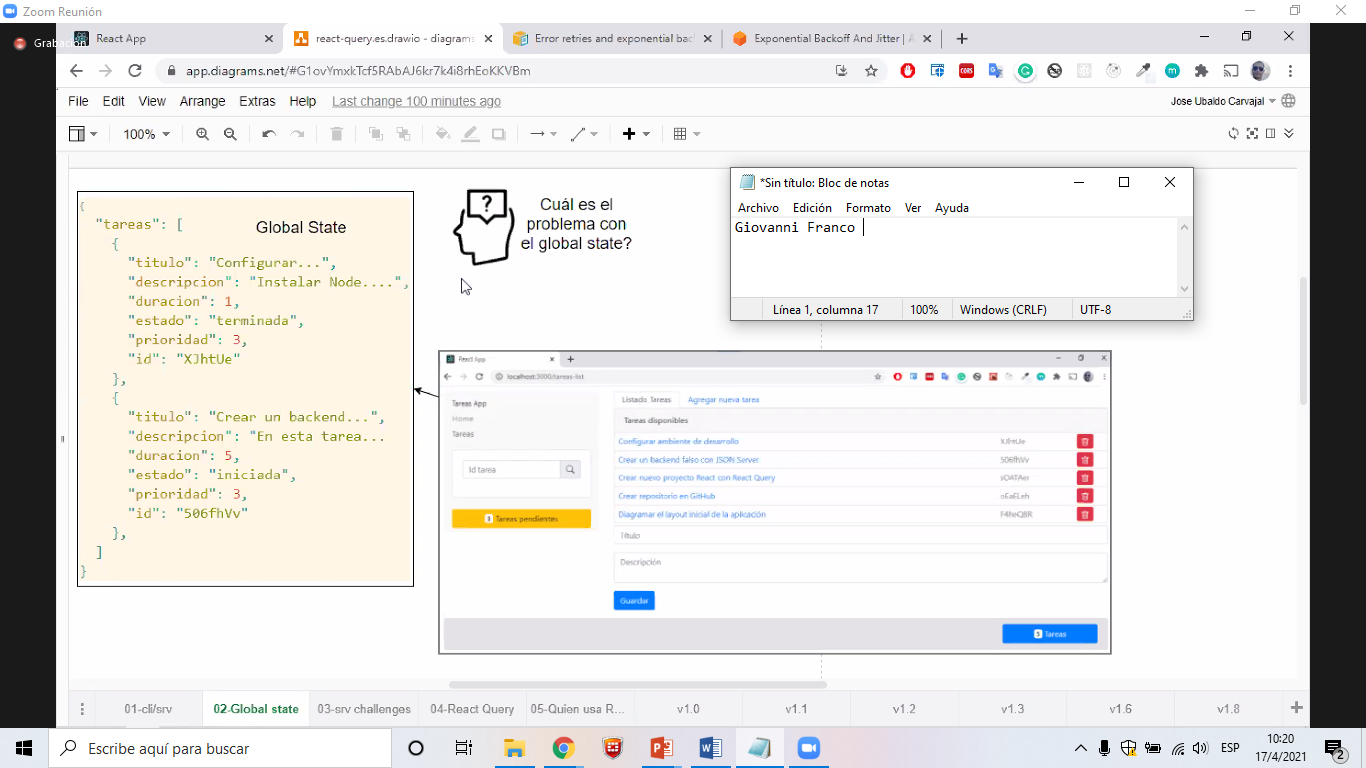 Zoom Reunión
Grabación
React App
react-query.es.drawio - diagrams
Error retries and exponential bac
Exponential Backoff And Jitter | A
app.diagrams.net/#G1ovYmxkTcf5RAbAJ6kr7k4i8rhEoKKVBm
File Edit View Arrange Extras Help Last change 100 minutes ago
Jose Ubaldo Carvajal
100%
{
"tareas": [
Global State
{
"titulo": "Configurar...",
"descripcion": "Instalar Node....",
"duracion": 1,
"estado": "terminada",
"prioridad": 3,
"id": "XJhtUe"
},
{
"titulo": "Crear un backend...",
"descripcion": "En esta tarea...
"duracion": 5,
"estado": "iniciada",
"prioridad": 3,
"id": "506fhVv"
},
]
}
?
Cuál es el
problema con
el global state?
*Sin título: Bloc de notas
Archivo Edición Formato Ver Ayuda
Giovanni Franco
Línea 1, columna 17 100% Windows (CRLF) UTF-8
React App
localhost:3000/tareas-list
Tareas App
Home
Tareas
Id tarea
3 Tareas pendientes
Listado Tareas Agregar nueva tarea
Tareas disponibles
Configurar ambiente de desarrollo XJhtUe
Crear un backend falso con JSON Server 506fhVv
Crear nuevo proyecto React con React Query
Crear repositorio en GitHub
Diagramar el layout inicial de la aplicación
Título
Descripción
Guardar
5 Tareas
01-cli/srv 02-Global state 03-srv challenges 04-React Query 05-Quien usa R... v1.0 v1.1 v1.2 v1.3 v1.6 v1.8
Escribe aquí para buscar
ESP
10:20
17/4/2021
2